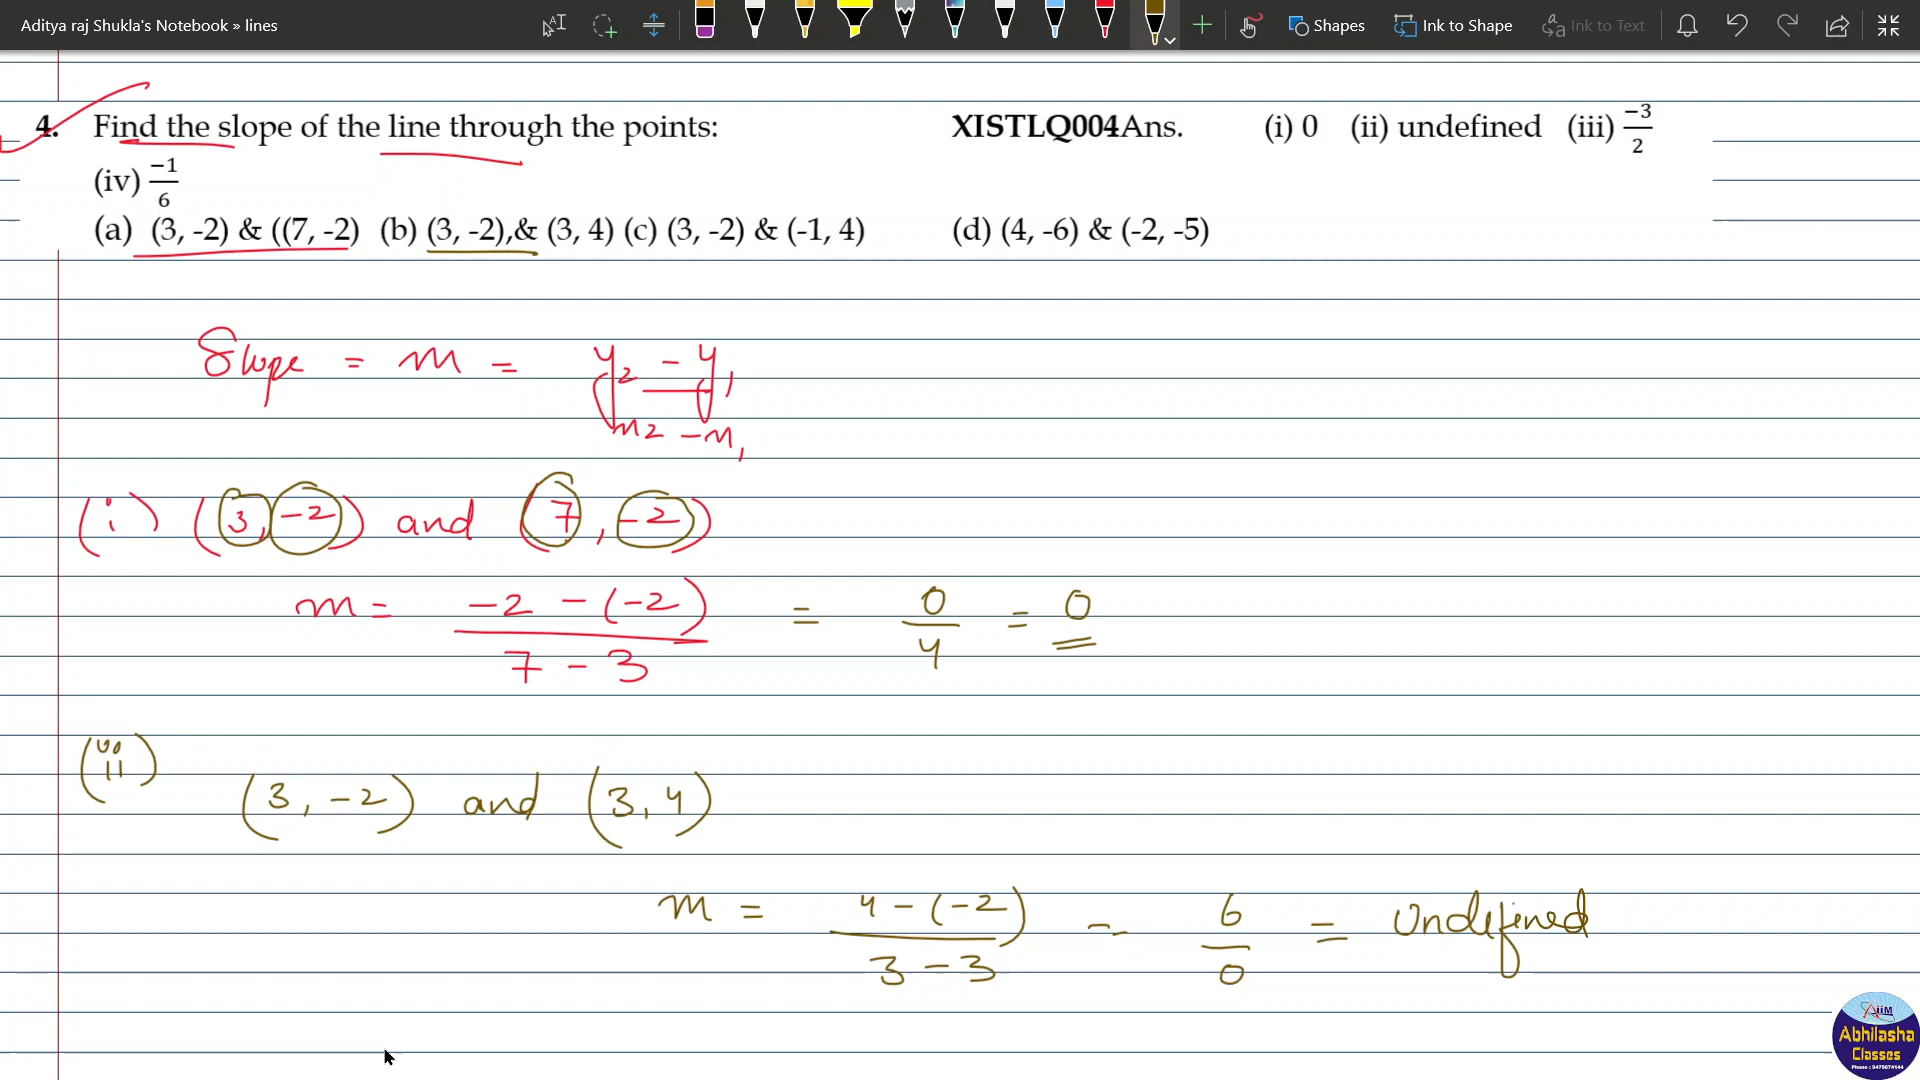 Aditya raj Shukla's Notebook » lines
Shapes Ink to Shape Ink to Text
4. Find the slope of the line through the points: XISTLQ004Ans. (i) 0 (ii) undefined (iii) −3/2
(iv) −1/6
(a) (3, -2) & ((7, -2) (b) (3, -2),& (3, 4) (c) (3, -2) & (-1, 4) (d) (4, -6) & (-2, -5)
Slope = m = y2 - y1 / x2 - x1
(i) (3, -2) and (7, -2)
m = -2 - (-2) / 7 - 3 = 0/4 = 0
(ii) (3, -2) and (3, 4)
m = 4 - (-2) / 3 - 3 = 6/0 = Undefined
AiiM
Abhilasha
Classes
Phone : 9479674144